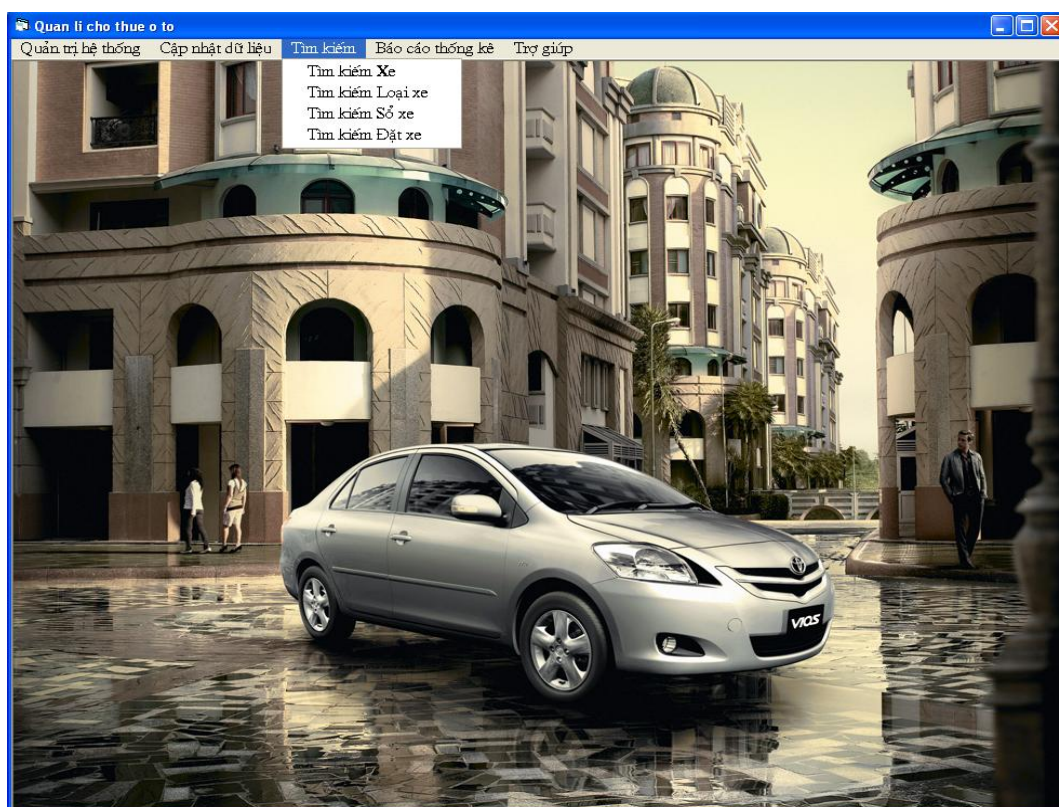 Quan li cho thue o to
Quản trị hệ thống Cập nhật dữ liệu Tìm kiếm Báo cáo thống kê Trợ giúp
Tìm kiếm Xe
Tìm kiếm Loại xe
Tìm kiếm Sổ xe
Tìm kiếm Đặt xe
VIOS